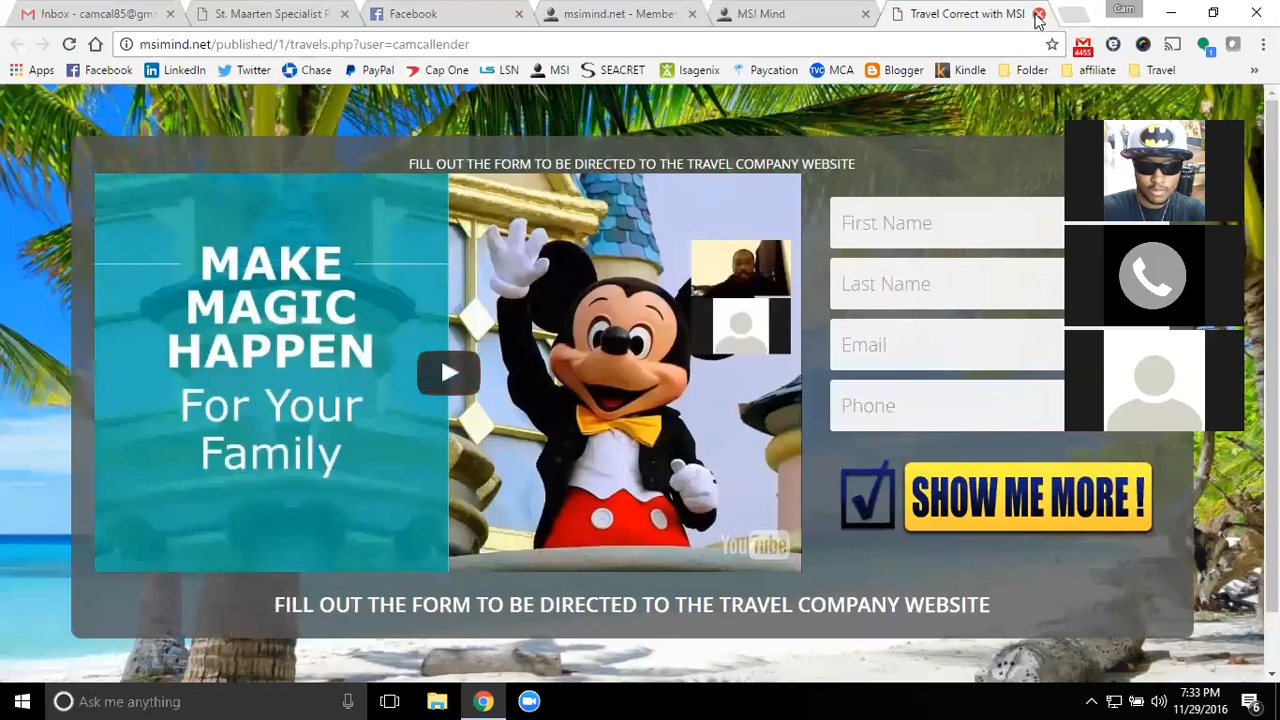 Inbox - camcal85@gma
St. Maarten Specialist P
Facebook
msimind.net - Membe
MSI Mind
Travel Correct with MSI
Cam
msimind.net/published/1/travels.php?user=camcallender
4455
1
Apps
Facebook
LinkedIn
Twitter
Chase
PayPal
Cap One
LSN
MSI
SEACRET
Isagenix
Paycation
MCA
Blogger
Kindle
Folder
affiliate
Travel
FILL OUT THE FORM TO BE DIRECTED TO THE TRAVEL COMPANY WEBSITE
MAKE
MAGIC
HAPPEN
For Your
Family
YouTube
First Name
Last Name
Email
Phone
SHOW ME MORE !
FILL OUT THE FORM TO BE DIRECTED TO THE TRAVEL COMPANY WEBSITE
Ask me anything
7:33 PM
11/29/2016
6